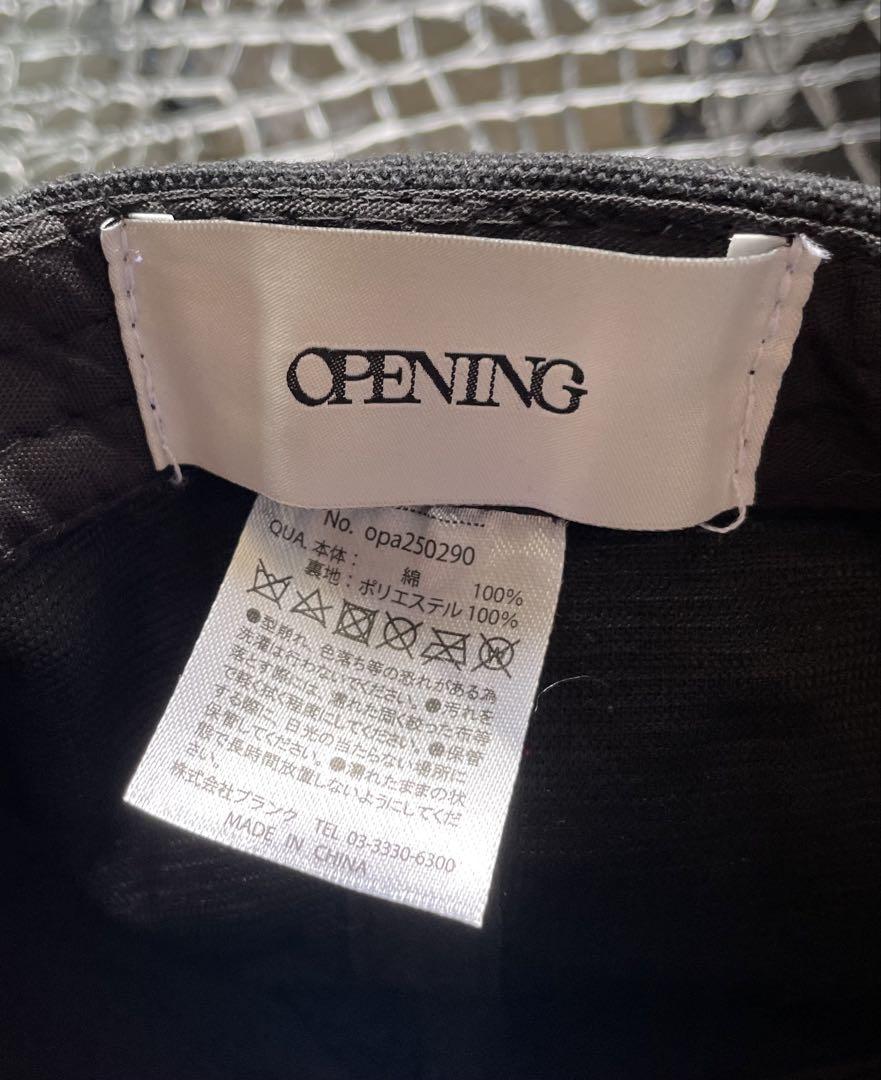 OPENING
No. opa250290
QUA. 本体： 綿 100%
裏地：ポリエステル 100%
W
●型崩れ、色落ち等の恐れがある為
洗濯は行わないでください。●汚れを
落とす際には、濡れた固く絞った布等
で軽く拭く程度にしてください。●保管
する際に、日光の当たらない場所に
保管してください。●濡れたままの状
態で長時間放置しないようにしてくだ
さい。
株式会社ブランク TEL 03-3330-6300
MADE IN CHINA